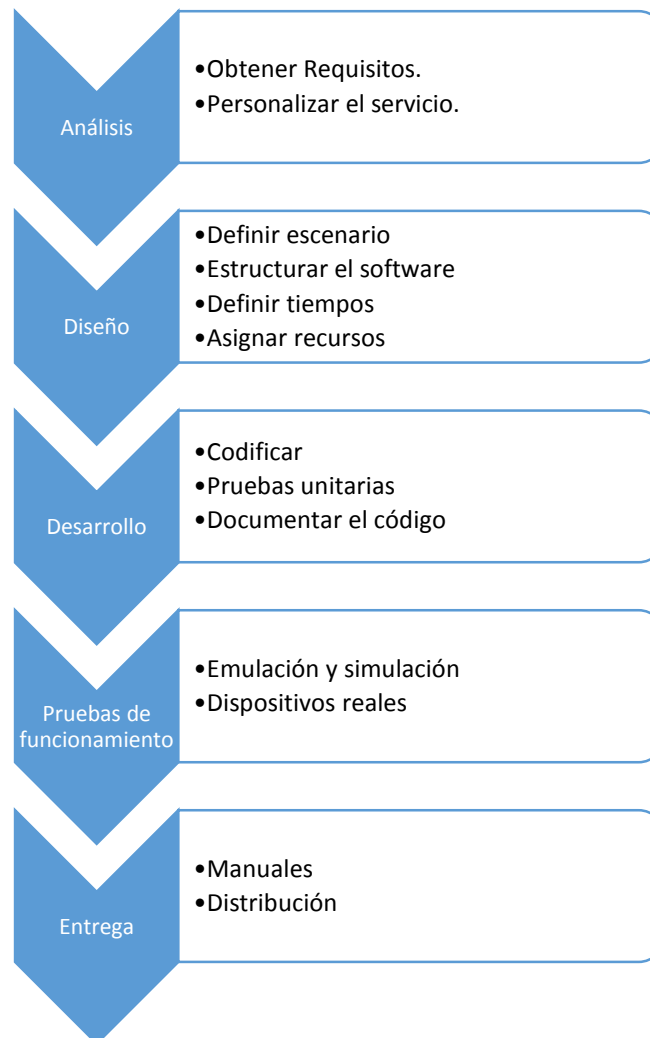 Análisis
•Obtener Requisitos.
•Personalizar el servicio.
Diseño
•Definir escenario
•Estructurar el software
•Definir tiempos
•Asignar recursos
Desarrollo
•Codificar
•Pruebas unitarias
•Documentar el código
Pruebas de
funcionamiento
•Emulación y simulación
•Dispositivos reales
Entrega
•Manuales
•Distribución